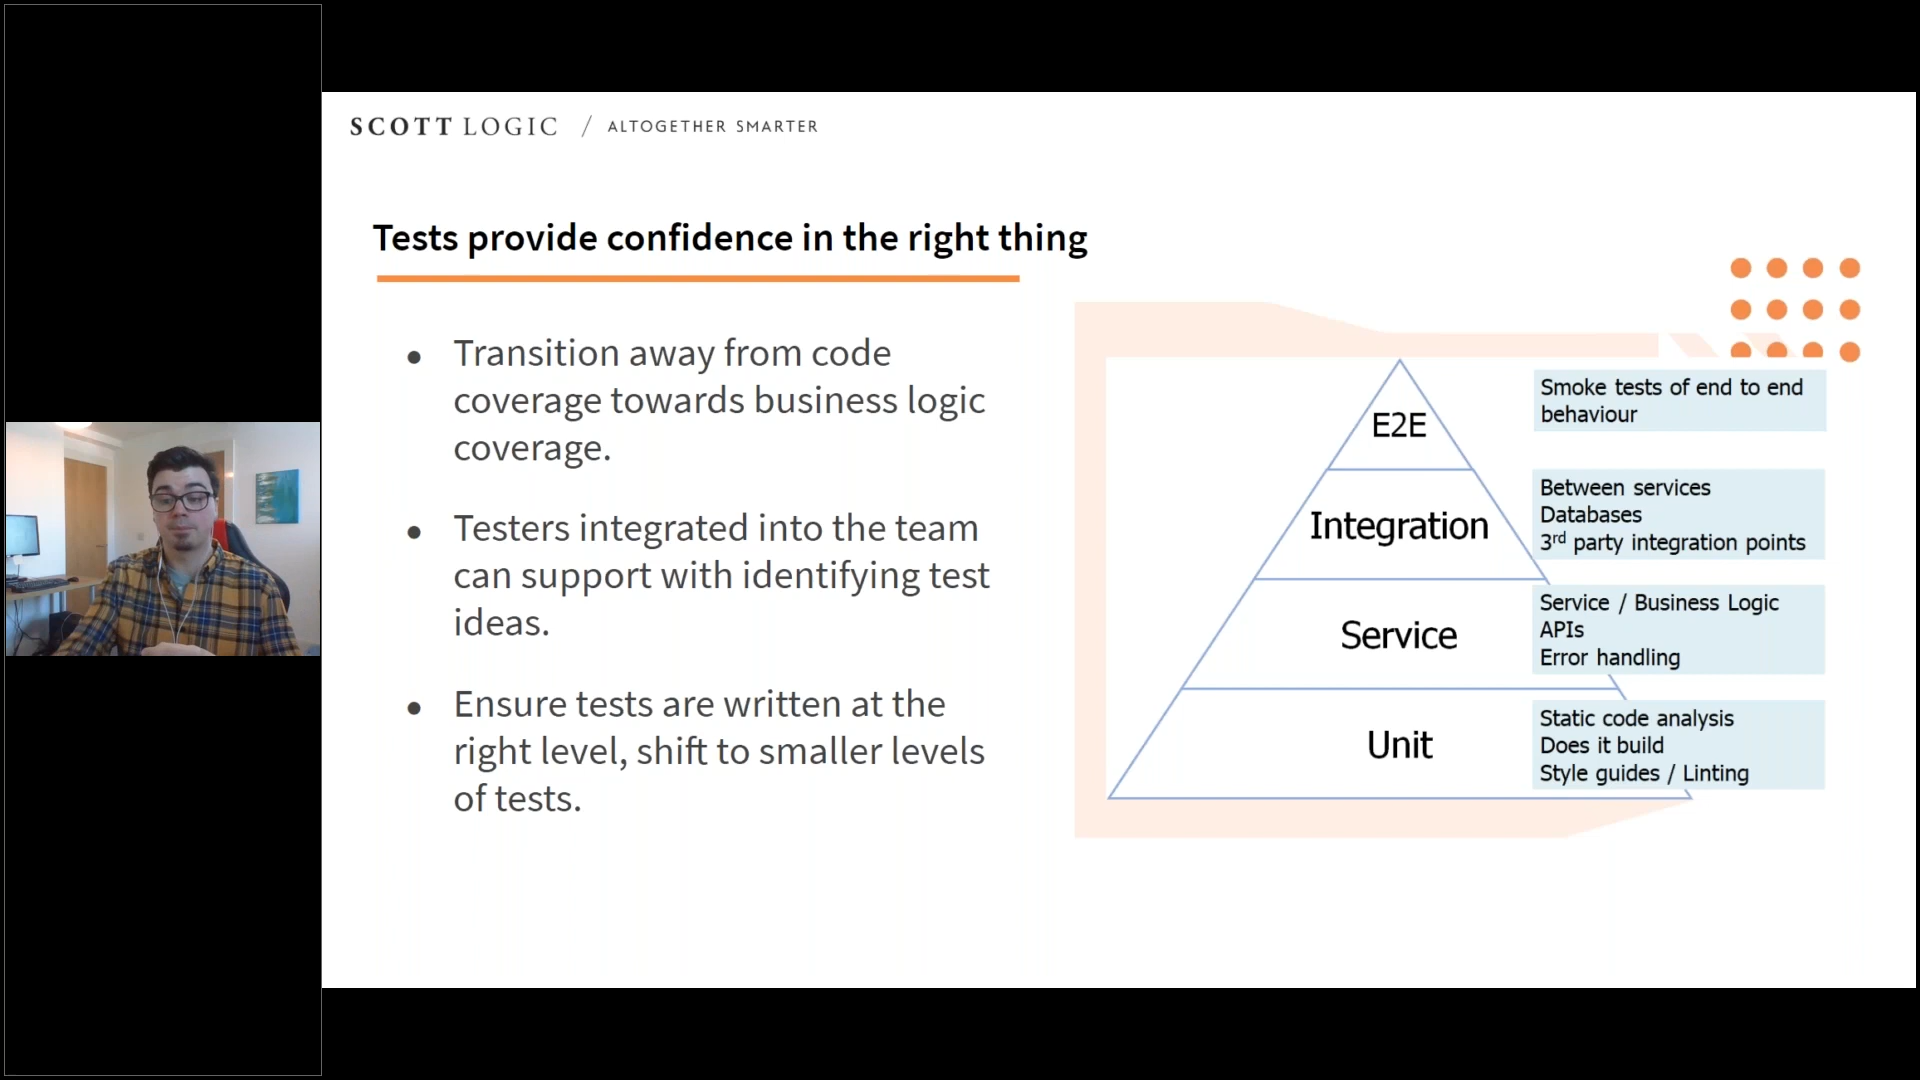 SCOTT LOGIC / ALTOGETHER SMARTER
Tests provide confidence in the right thing
• Transition away from code
coverage towards business logic
coverage.
• Testers integrated into the team
can support with identifying test
ideas.
• Ensure tests are written at the
right level, shift to smaller levels
of tests.
E2E
Smoke tests of end to end
behaviour
Integration
Between services
Databases
3rd party integration points
Service
Service / Business Logic
APIs
Error handling
Unit
Static code analysis
Does it build
Style guides / Linting